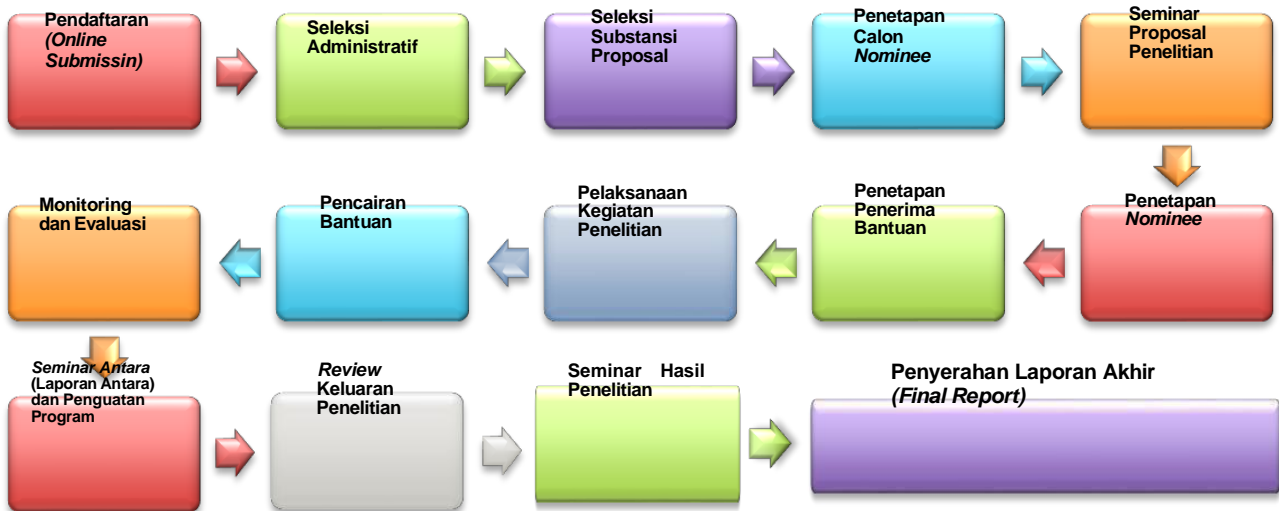 Pendaftaran
(Online
Submissin)
Seleksi
Administratif
Seleksi
Substansi
Proposal
Penetapan
Calon
Nominee
Seminar
Proposal
Penelitian
Penetapan
Nominee
Penetapan
Penerima
Bantuan
Pelaksanaan
Kegiatan
Penelitian
Pencairan
Bantuan
Monitoring
dan Evaluasi
Seminar Antara
(Laporan Antara)
dan Penguatan
Program
Review
Keluaran
Penelitian
Seminar Hasil
Penelitian
Penyerahan Laporan Akhir
(Final Report)